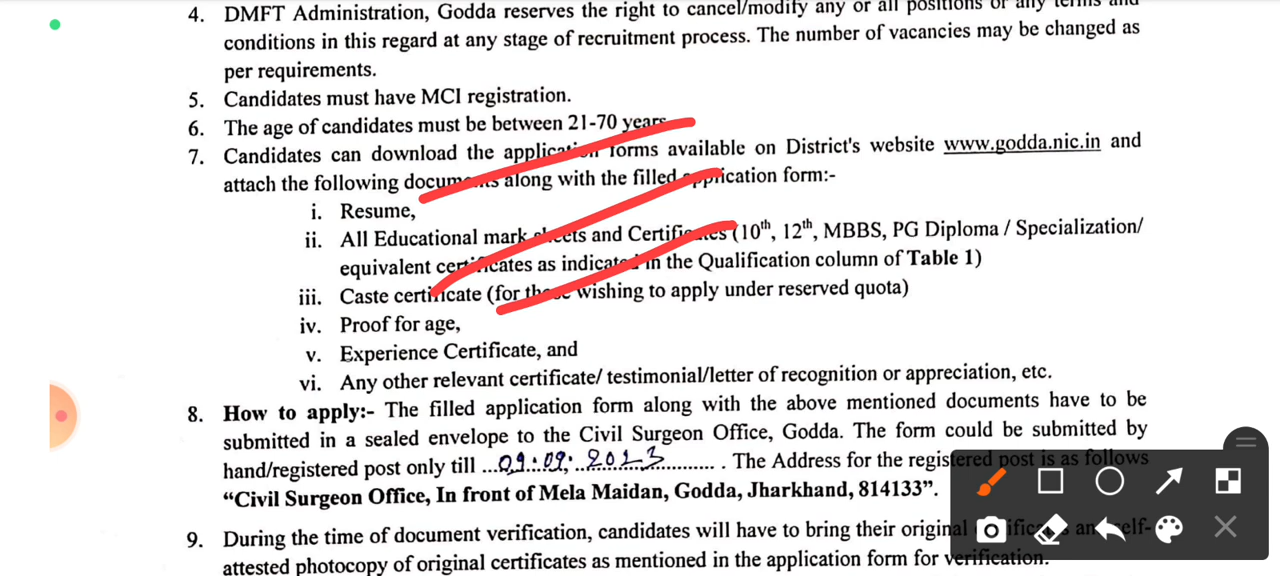 4. DMFT Administration, Godda reserves the right to cancel/modify any or all positions or any terms and
conditions in this regard at any stage of recruitment process. The number of vacancies may be changed as
per requirements.
5. Candidates must have MCI registration.
6. The age of candidates must be between 21-70 years
7. Candidates can download the application forms available on District's website www.godda.nic.in and
attach the following documents along with the filled application form:-
i. Resume,
ii. All Educational mark sheets and Certificates (10th, 12th, MBBS, PG Diploma / Specialization/
equivalent certificates as indicated in the Qualification column of Table 1)
iii. Caste certificate (for those wishing to apply under reserved quota)
iv. Proof for age,
v. Experience Certificate, and
vi. Any other relevant certificate/ testimonial/letter of recognition or appreciation, etc.
8. How to apply:- The filled application form along with the above mentioned documents have to be
submitted in a sealed envelope to the Civil Surgeon Office, Godda. The form could be submitted by
hand/registered post only till ...09.09.2023........... . The Address for the registered post is as follows
“Civil Surgeon Office, In front of Mela Maidan, Godda, Jharkhand, 814133”.
9. During the time of document verification, candidates will have to bring their original self-
attested photocopy of original certificates as mentioned in the application form for verification.